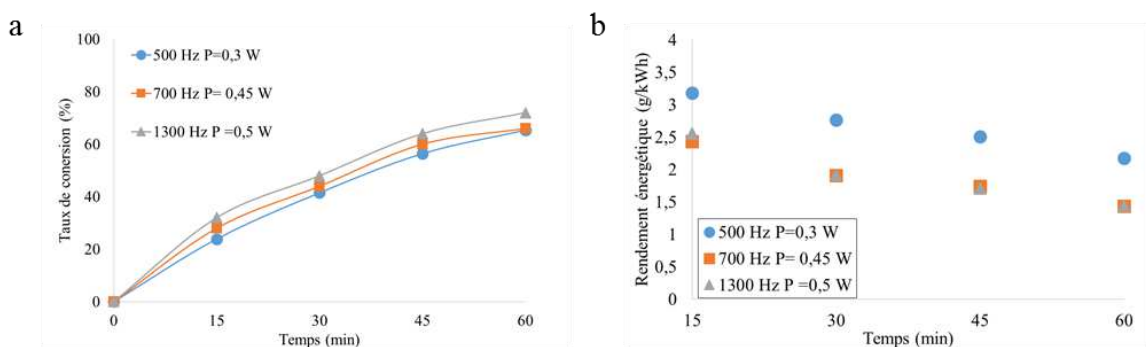 a
100
80
60
40
20
0
Taux de conersion (%)
500 Hz P=0,3 W
700 Hz P= 0,45 W
1300 Hz P =0,5 W
0 15 30 45 60
Temps (min)
b
4
3,5
3
2,5
2
1,5
1
0,5
0
Rendement énergétique (g/kWh)
500 Hz P=0,3 W
700 Hz P= 0,45 W
1300 Hz P =0,5 W
15 30 45 60
Temps (min)